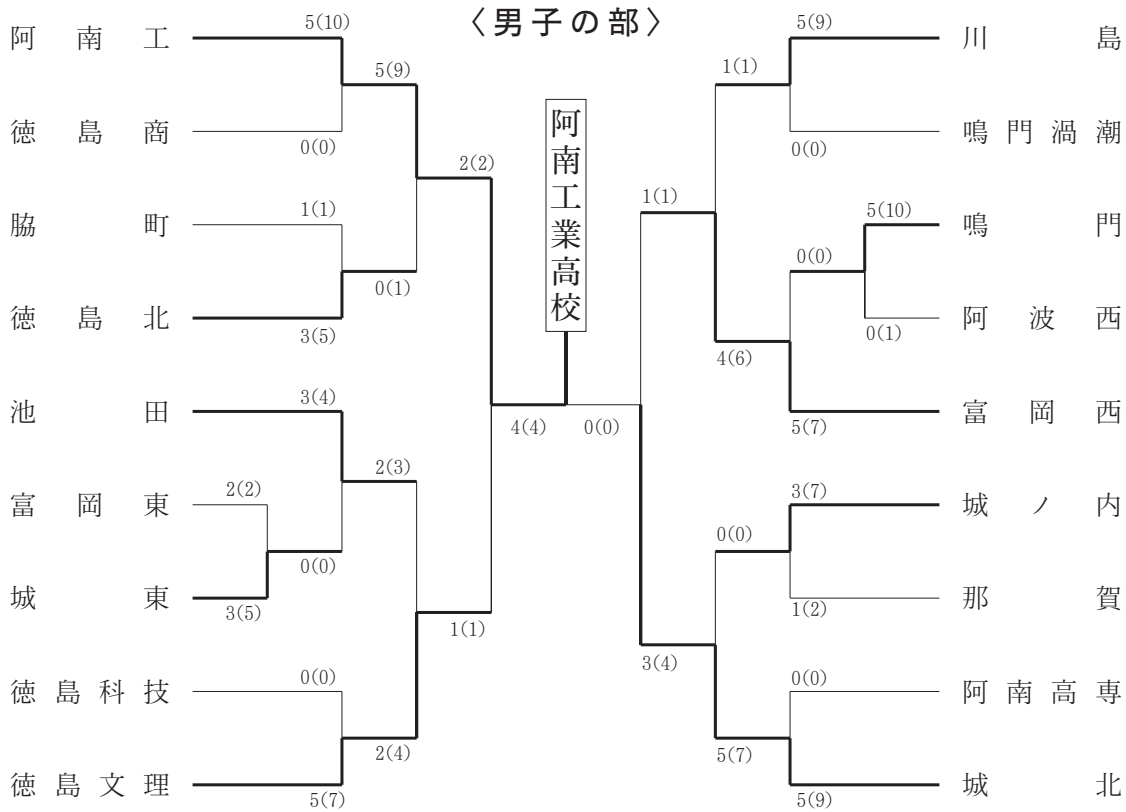 〈男子の部〉
阿南工業高校
阿南工
5(10)
徳島商
0(0)
5(9)
脇町
1(1)
徳島北
3(5)
0(1)
2(2)
池田
3(4)
富岡東
2(2)
城東
3(5)
0(0)
2(3)
徳島科技
0(0)
徳島文理
5(7)
2(4)
1(1)
4(4)
0(0)
川島
5(9)
鳴門渦潮
0(0)
1(1)
鳴門
5(10)
阿波西
0(1)
0(0)
富岡西
5(7)
4(6)
1(1)
城ノ内
3(7)
那賀
1(2)
0(0)
阿南高専
0(0)
城北
5(9)
5(7)
3(4)